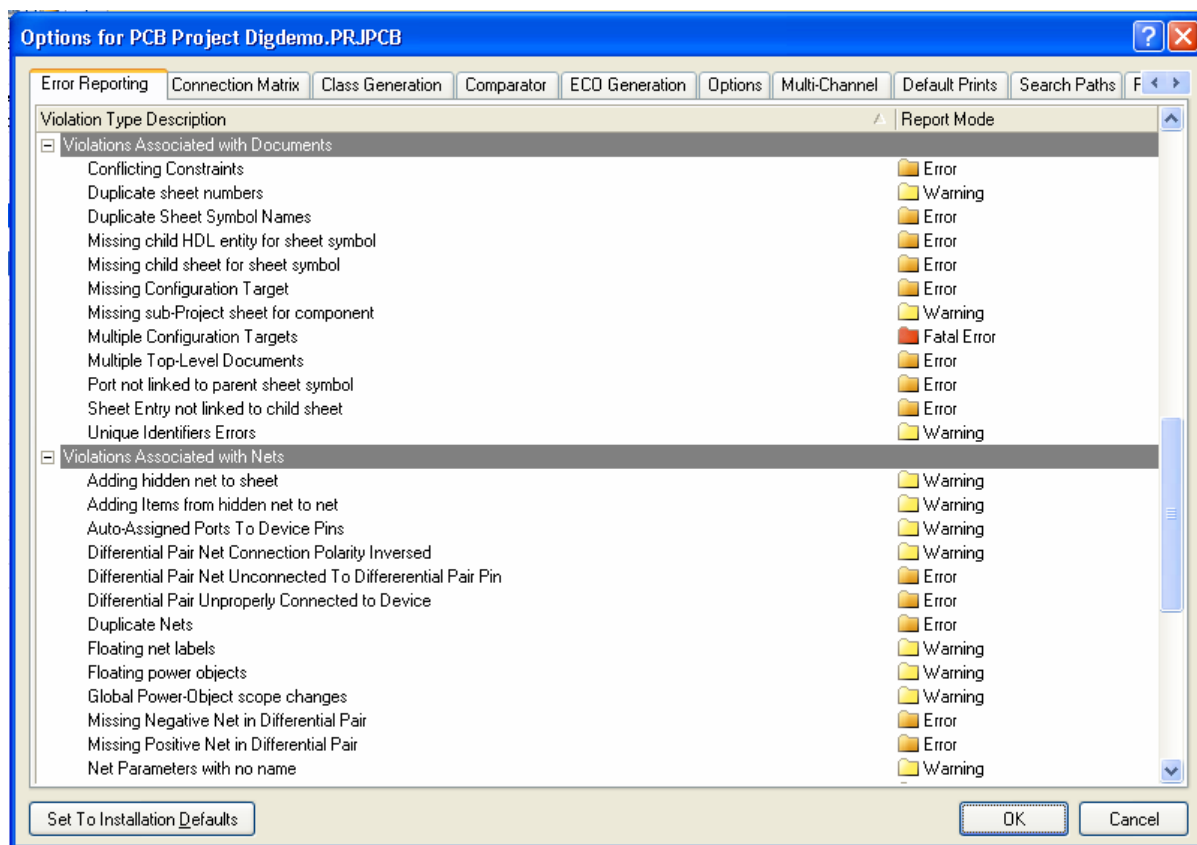 Options for PCB Project Digdemo.PRJPCB
Error Reporting Connection Matrix Class Generation Comparator ECO Generation Options Multi-Channel Default Prints Search Paths
Violation Type Description Report Mode
Violations Associated with Documents
Conflicting Constraints Error
Duplicate sheet numbers Warning
Duplicate Sheet Symbol Names Error
Missing child HDL entity for sheet symbol Error
Missing child sheet for sheet symbol Error
Missing Configuration Target Error
Missing sub-Project sheet for component Warning
Multiple Configuration Targets Fatal Error
Multiple Top-Level Documents Error
Port not linked to parent sheet symbol Error
Sheet Entry not linked to child sheet Error
Unique Identifiers Errors Warning
Violations Associated with Nets
Adding hidden net to sheet Warning
Adding Items from hidden net to net Warning
Auto-Assigned Ports To Device Pins Warning
Differential Pair Net Connection Polarity Inversed Warning
Differential Pair Net Unconnected To Differerential Pair Pin Error
Differential Pair Unproperly Connected to Device Error
Duplicate Nets Error
Floating net labels Warning
Floating power objects Warning
Global Power-Object scope changes Warning
Missing Negative Net in Differential Pair Error
Missing Positive Net in Differential Pair Error
Net Parameters with no name Warning
Set To Installation Defaults OK Cancel